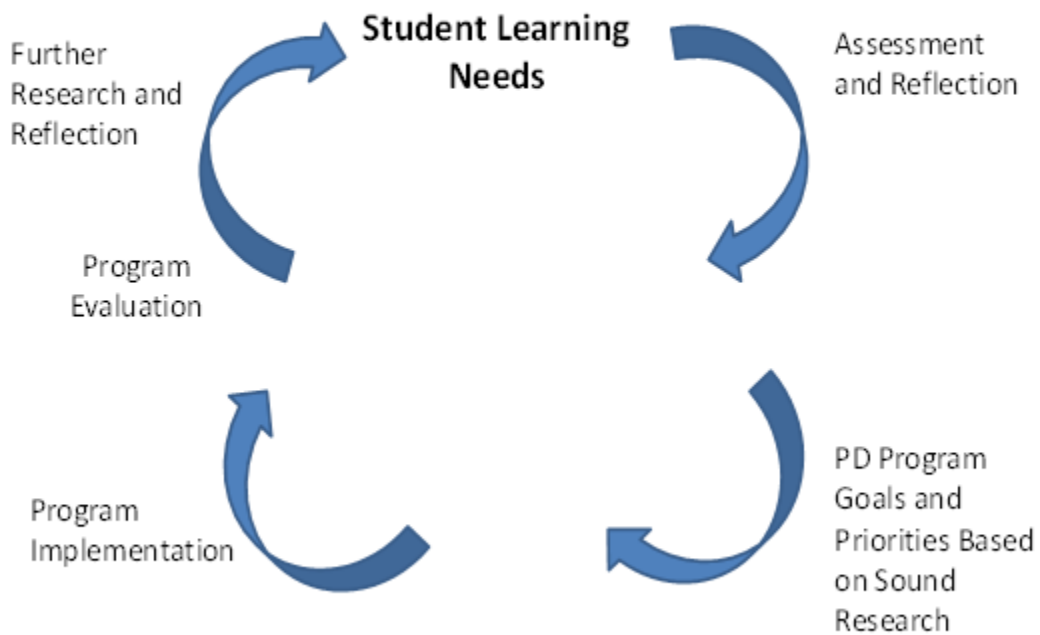 Student Learning
Needs
Assessment
and Reflection
PD Program
Goals and
Priorities Based
on Sound
Research
Program
Implementation
Program
Evaluation
Further
Research and
Reflection